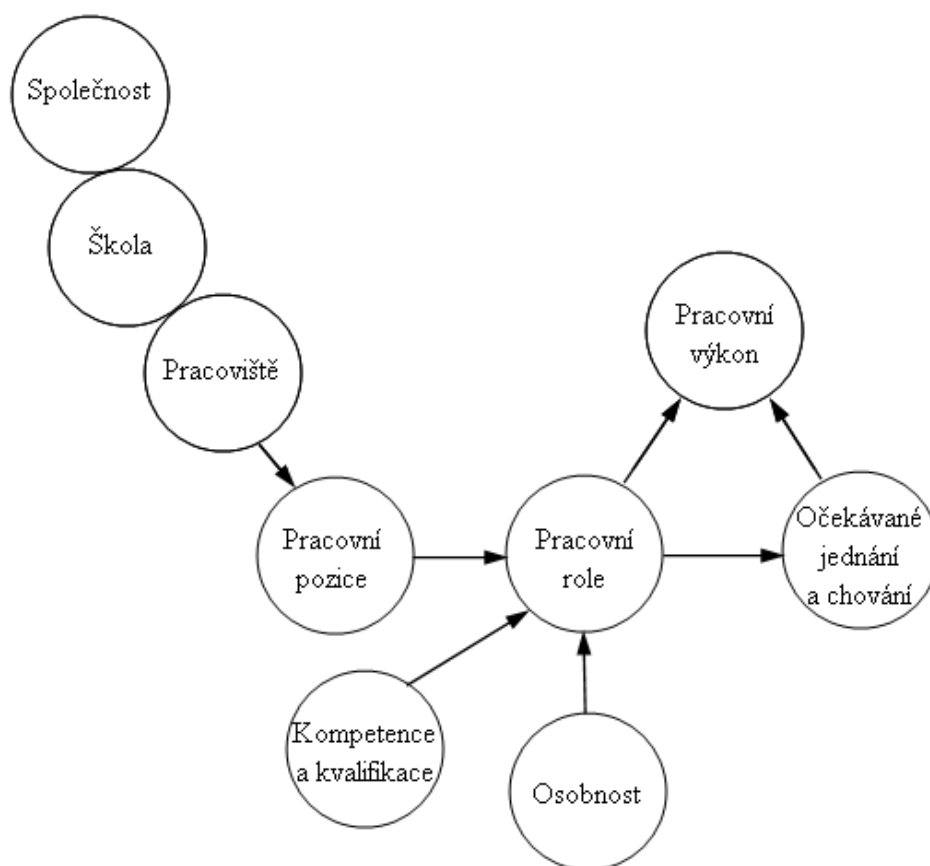 Společnost
Škola
Pracoviště
Pracovní
výkon
Pracovní
pozice
Pracovní
role
Očekávané
jednání
a chování
Kompetence
a kvalifikace
Osobnost